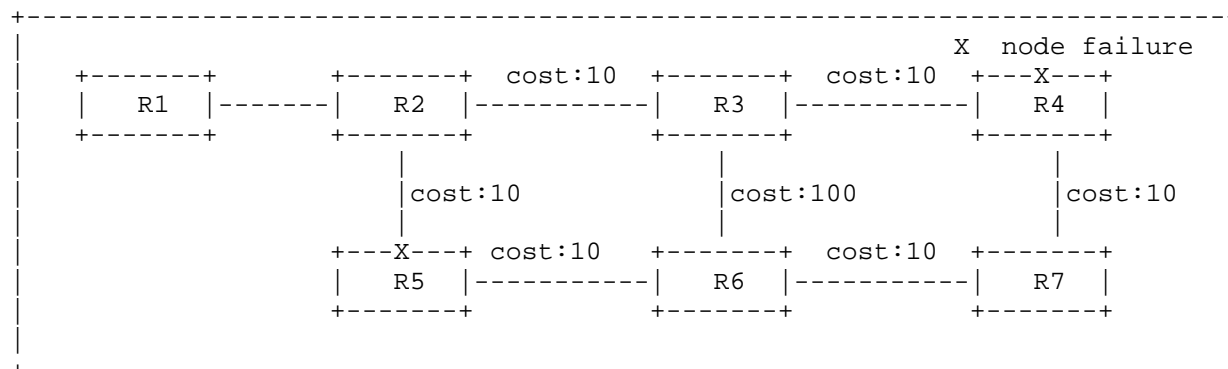 X node failure
cost:10 cost:10 X
R1 R2 R3 R4
cost:10 cost:100 cost:10
X cost:10 cost:10
R5 R6 R7